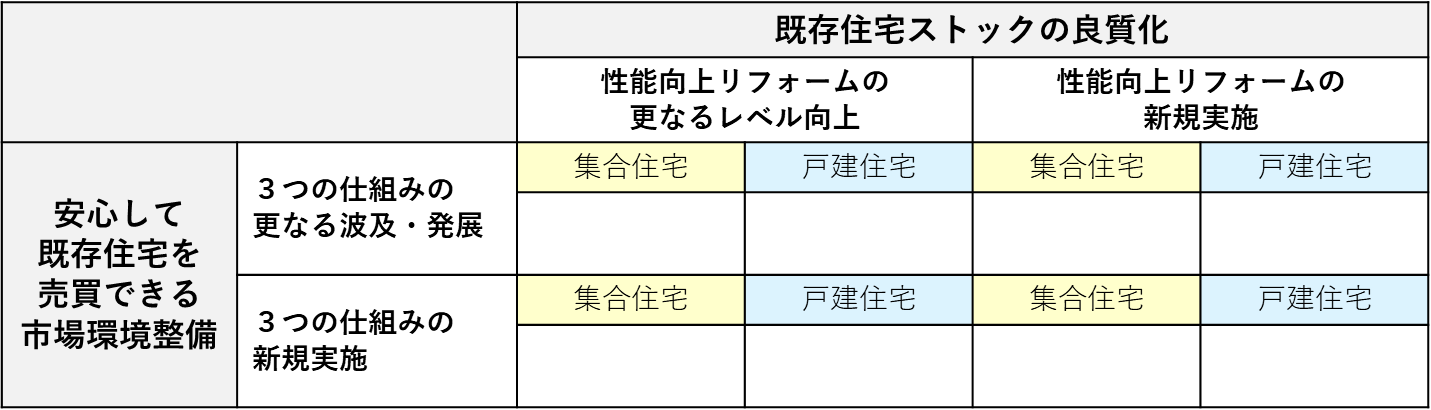 既存住宅ストックの良質化
性能向上リフォームの
更なるレベル向上
性能向上リフォームの
新規実施
安心して
既存住宅を
売買できる
市場環境整備
３つの仕組みの
更なる波及・発展
集合住宅
戸建住宅
集合住宅
戸建住宅
３つの仕組みの
新規実施
集合住宅
戸建住宅
集合住宅
戸建住宅